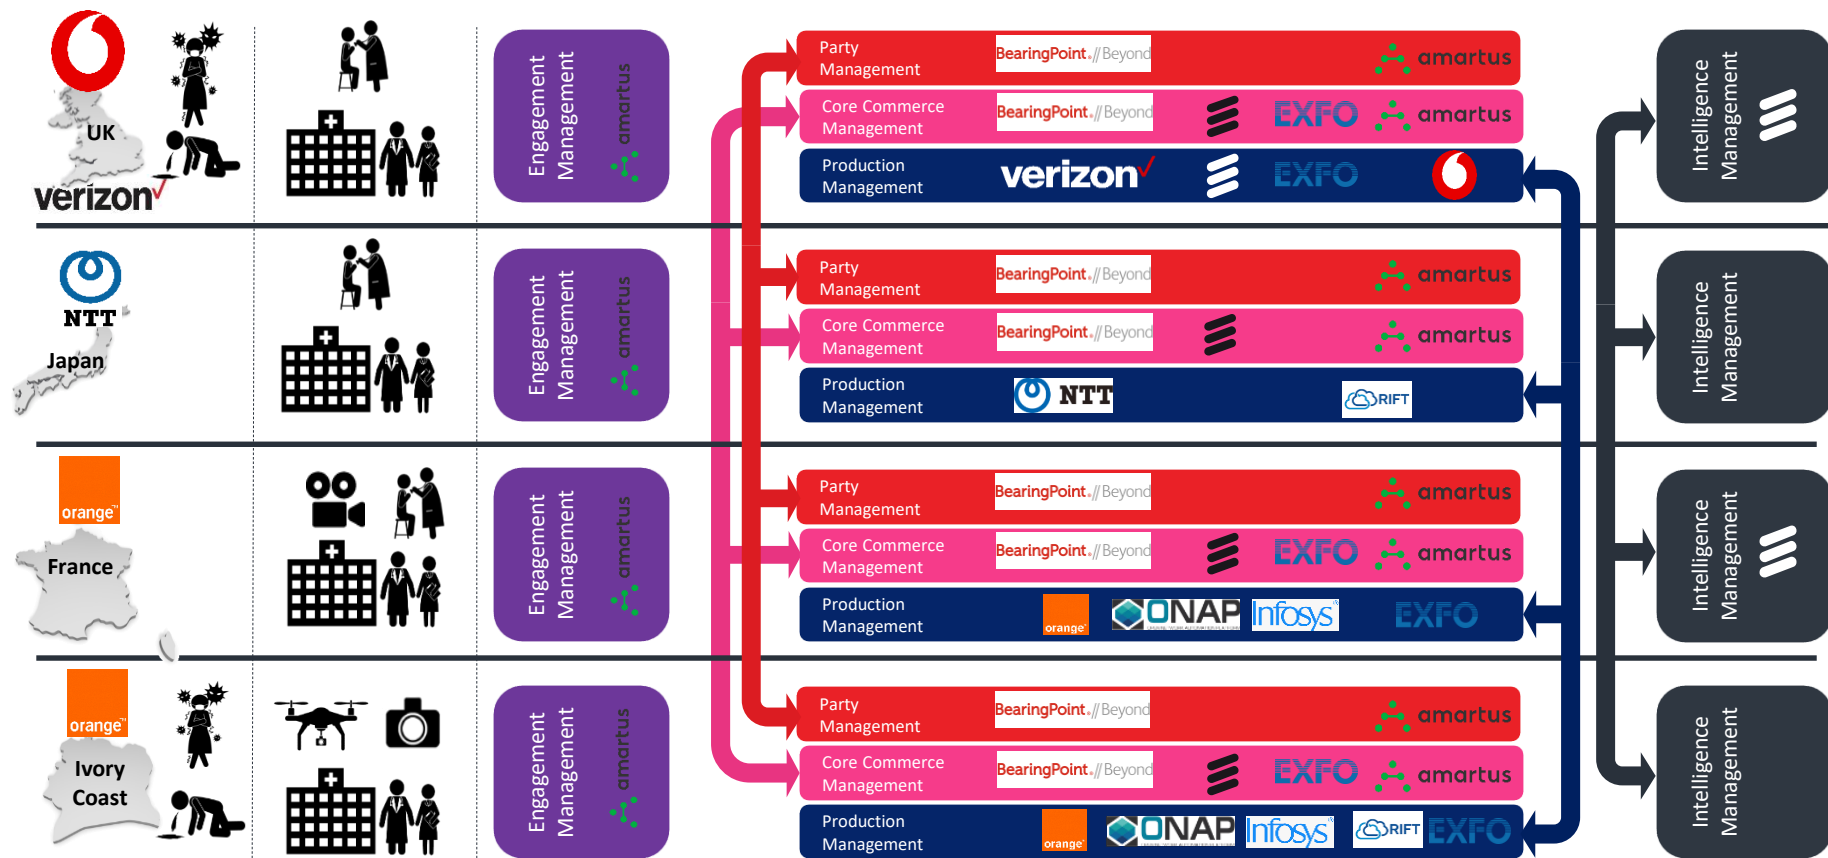 UK
verizon✓
Engagement
Management
amartus
Party
Management
BearingPoint.//Beyond
amartus
Core Commerce
Management
BearingPoint.//Beyond
EXFO
amartus
Production
Management
verizon✓
EXFO
Intelligence
Management
NTT
Japan
Engagement
Management
amartus
Party
Management
BearingPoint.//Beyond
amartus
Core Commerce
Management
BearingPoint.//Beyond
amartus
Production
Management
NTT
RIFT
Intelligence
Management
orange™
France
Engagement
Management
amartus
Party
Management
BearingPoint.//Beyond
amartus
Core Commerce
Management
BearingPoint.//Beyond
EXFO
amartus
Production
Management
orange™
ONAP
Infosys
EXFO
Intelligence
Management
orange™
Ivory
Coast
Engagement
Management
amartus
Party
Management
BearingPoint.//Beyond
amartus
Core Commerce
Management
BearingPoint.//Beyond
EXFO
amartus
Production
Management
orange™
ONAP
Infosys
RIFT
EXFO
Intelligence
Management